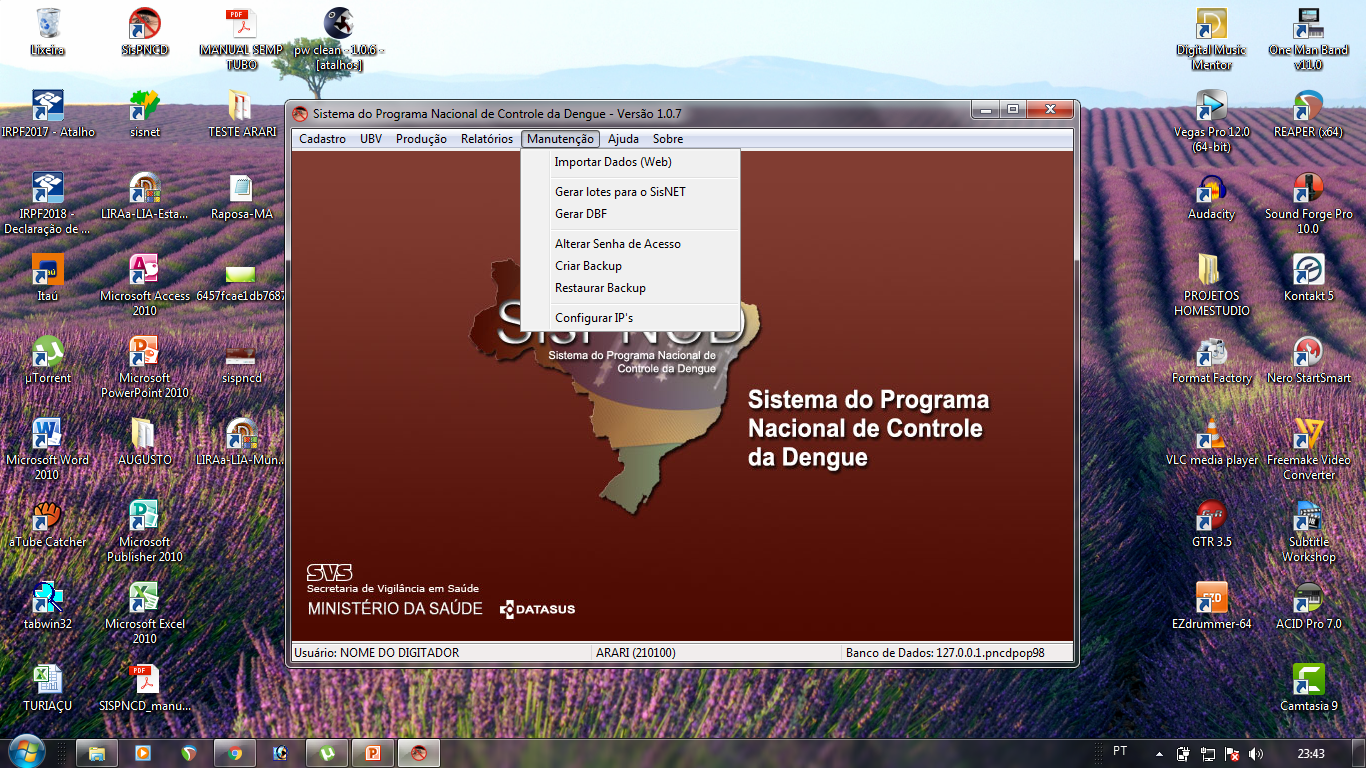 Lixeira
SisPNCD
MANUAL SEMP
TUBO
pw clean - 1.0.6 -
[atalhos]
Digital Music
Mentor
One Man Band
v11.0
IRPF2017 - Atalho
sisnet
TESTE ARARI
Vegas Pro 12.0
(64-bit)
REAPER (x64)
IRPF2018 -
Declaração de ...
LIRAa-LIA-Esta...
Raposa-MA
Audacity
Sound Forge Pro
10.0
Itaú
Microsoft Access
2010
6457fcae1db7687
PROJETOS
HOMESTUDIO
Kontakt 5
µTorrent
Microsoft
PowerPoint 2010
sispncd
Format Factory
Nero StartSmart
Microsoft Word
2010
AUGUSTO
LIRAa-LIA-Mun...
VLC media player
Freemake Video
Converter
aTube Catcher
Microsoft
Publisher 2010
GTR 3.5
Subtitle
Workshop
tabwin32
Microsoft Excel
2010
EZdrummer-64
ACID Pro 7.0
TURIAÇU
SISPNCD_manu...
Camtasia 9
Sistema do Programa Nacional de Controle da Dengue - Versão 1.0.7
Cadastro UBV Produção Relatórios Manutenção Ajuda Sobre
Importar Dados (Web)
Gerar lotes para o SisNET
Gerar DBF
Alterar Senha de Acesso
Criar Backup
Restaurar Backup
Configurar IP's
SisPNCD
Sistema do Programa Nacional de
Controle da Dengue
Sistema do Programa
Nacional de Controle
da Dengue
SVS
Secretaria de Vigilância em Saúde
MINISTÉRIO DA SAÚDE DATASUS
Usuário: NOME DO DIGITADOR ARARI (210100) Banco de Dados: 127.0.0.1.pncdpop98
PT 23:43